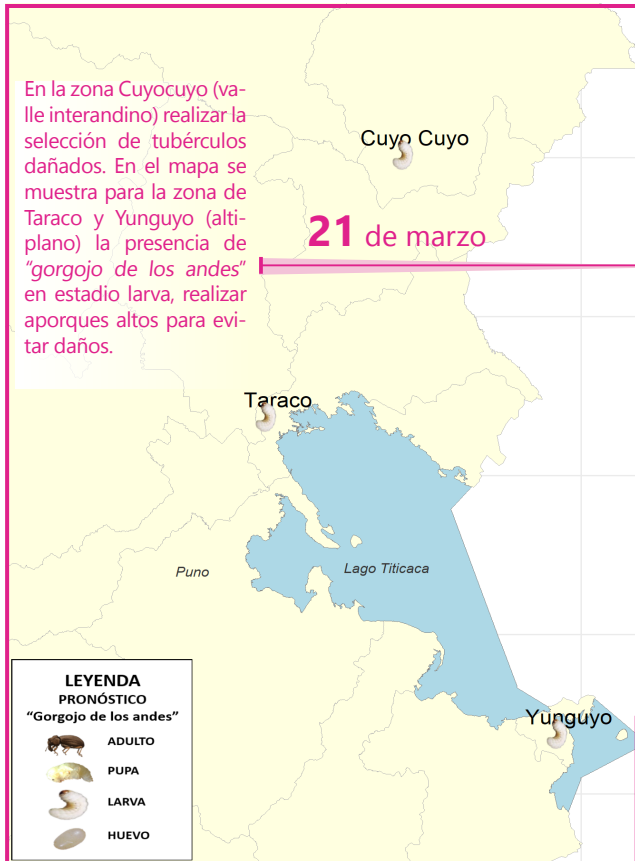 En la zona Cuyocuyo (va-
lle interandino) realizar la
selección de tubérculos
dañados. En el mapa se
muestra para la zona de
Taraco y Yunguyo (alti-
plano) la presencia de
"gorgojo de los andes"
en estadio larva, realizar
aporques altos para evi-
tar daños.
Cuyo Cuyo
21 de marzo
Taraco
Puno
Lago Titicaca
Yunguyo
LEYENDA
PRONÓSTICO
"Gorgojo de los andes"
ADULTO
PUPA
LARVA
HUEVO